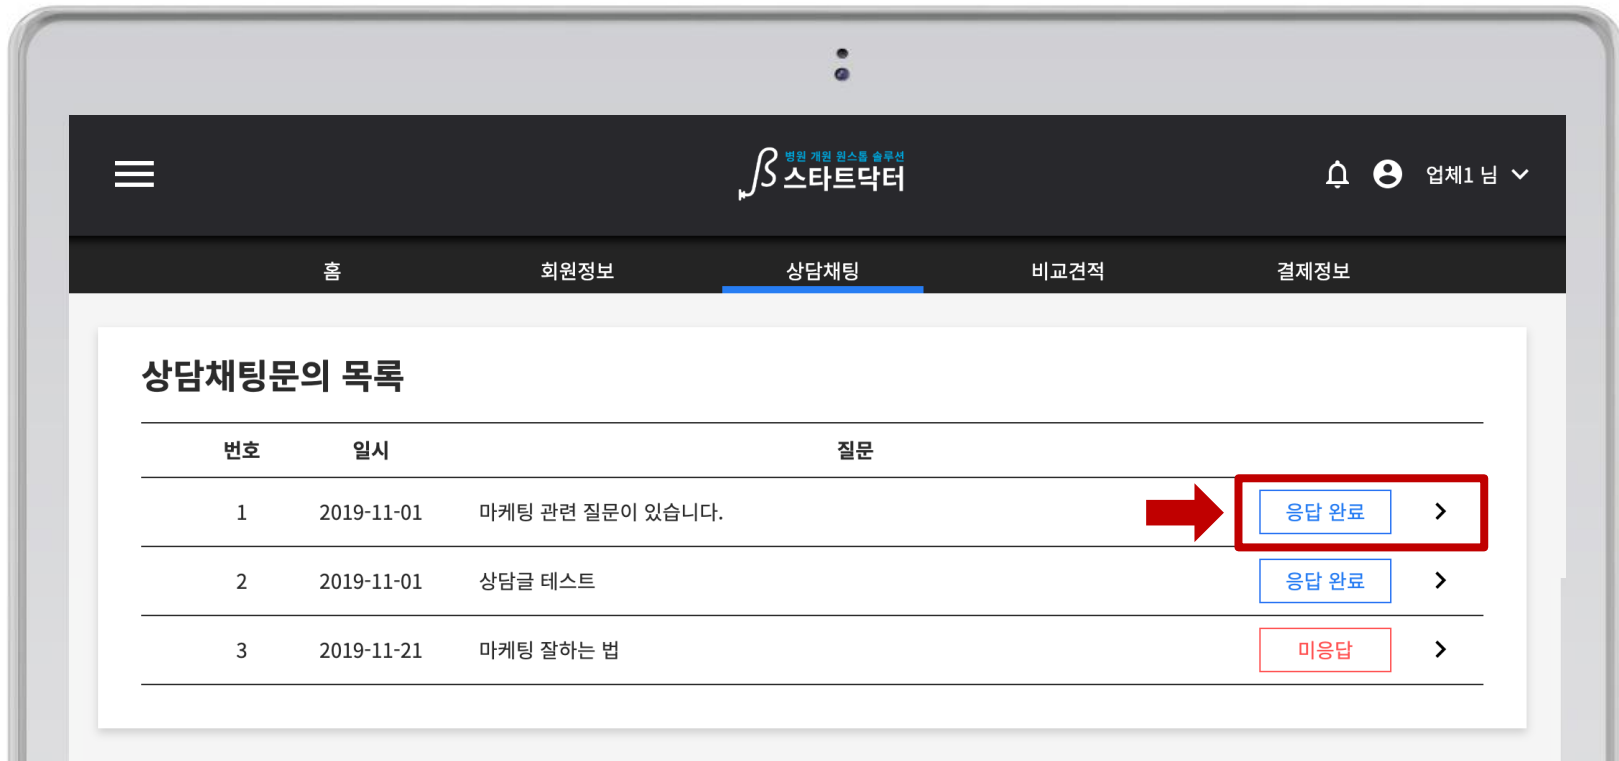 병원 개원 원스톱 솔루션
스타트닥터
업체1 님
홈 회원정보 상담채팅 비교견적 결제정보
상담채팅문의 목록
번호 일시 질문
1 2019-11-01 마케팅 관련 질문이 있습니다. 응답 완료
2 2019-11-01 상담글 테스트 응답 완료
3 2019-11-21 마케팅 잘하는 법 미응답